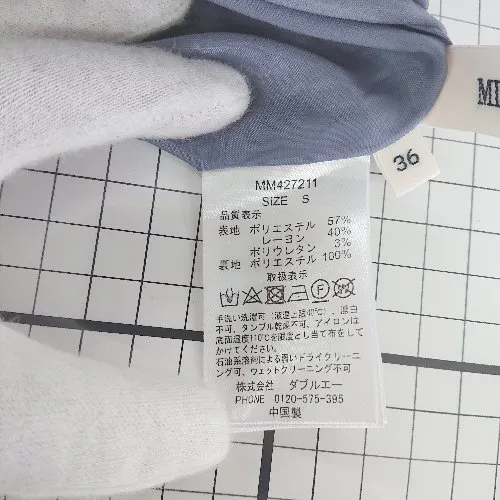 MM427211
SIZE S
品質表示
表地 ポリエステル 57%
レーヨン 40%
ポリウレタン 3%
裏地 ポリエステル 100%
取扱表示
手洗い洗濯可(液温上限40℃)、漂白
不可、タンブル乾燥不可、アイロンは
底面温度110℃を限度とし当て布をして
かけてください。
石油系溶剤による弱いドライクリーニ
ング可、ウェットクリーニング不可
株式会社 ダブルエー
PHONE 0120-575-395
中国製
36